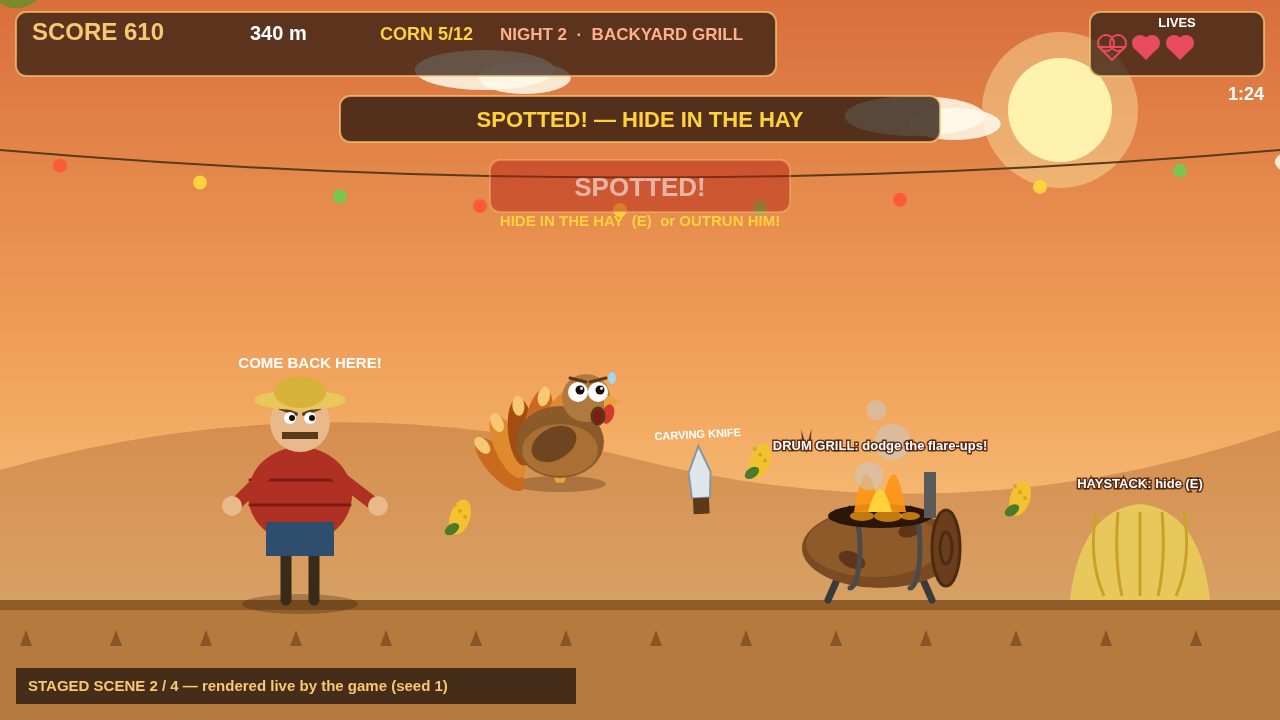 SCORE 610
340 m
CORN 5/12
NIGHT 2 · BACKYARD GRILL
LIVES
1:24
SPOTTED! — HIDE IN THE HAY
SPOTTED!
HIDE IN THE HAY (E) or OUTRUN HIM!
COME BACK HERE!
CARVING KNIFE
DRUM GRILL: dodge the flare-ups!
HAYSTACK: hide (E)
STAGED SCENE 2 / 4 — rendered live by the game (seed 1)